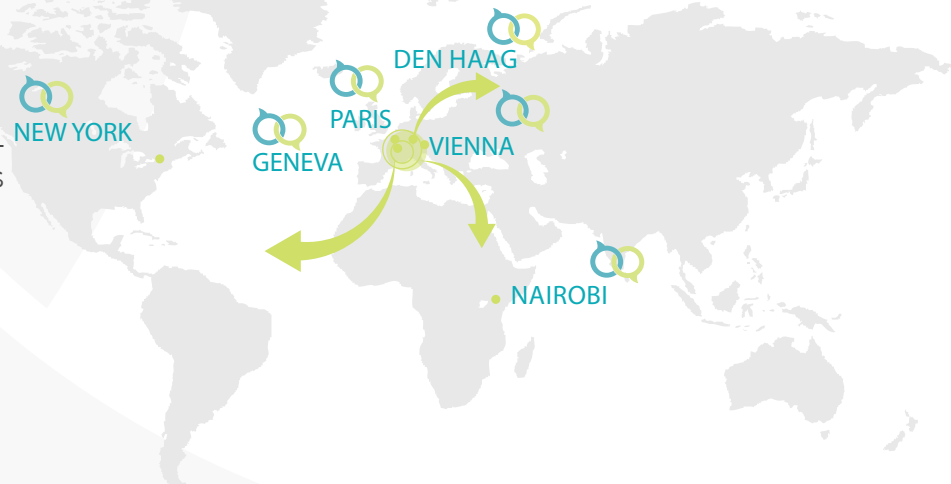 DEN HAAG
PARIS
NEW YORK
VIENNA
GENEVA
NAIROBI